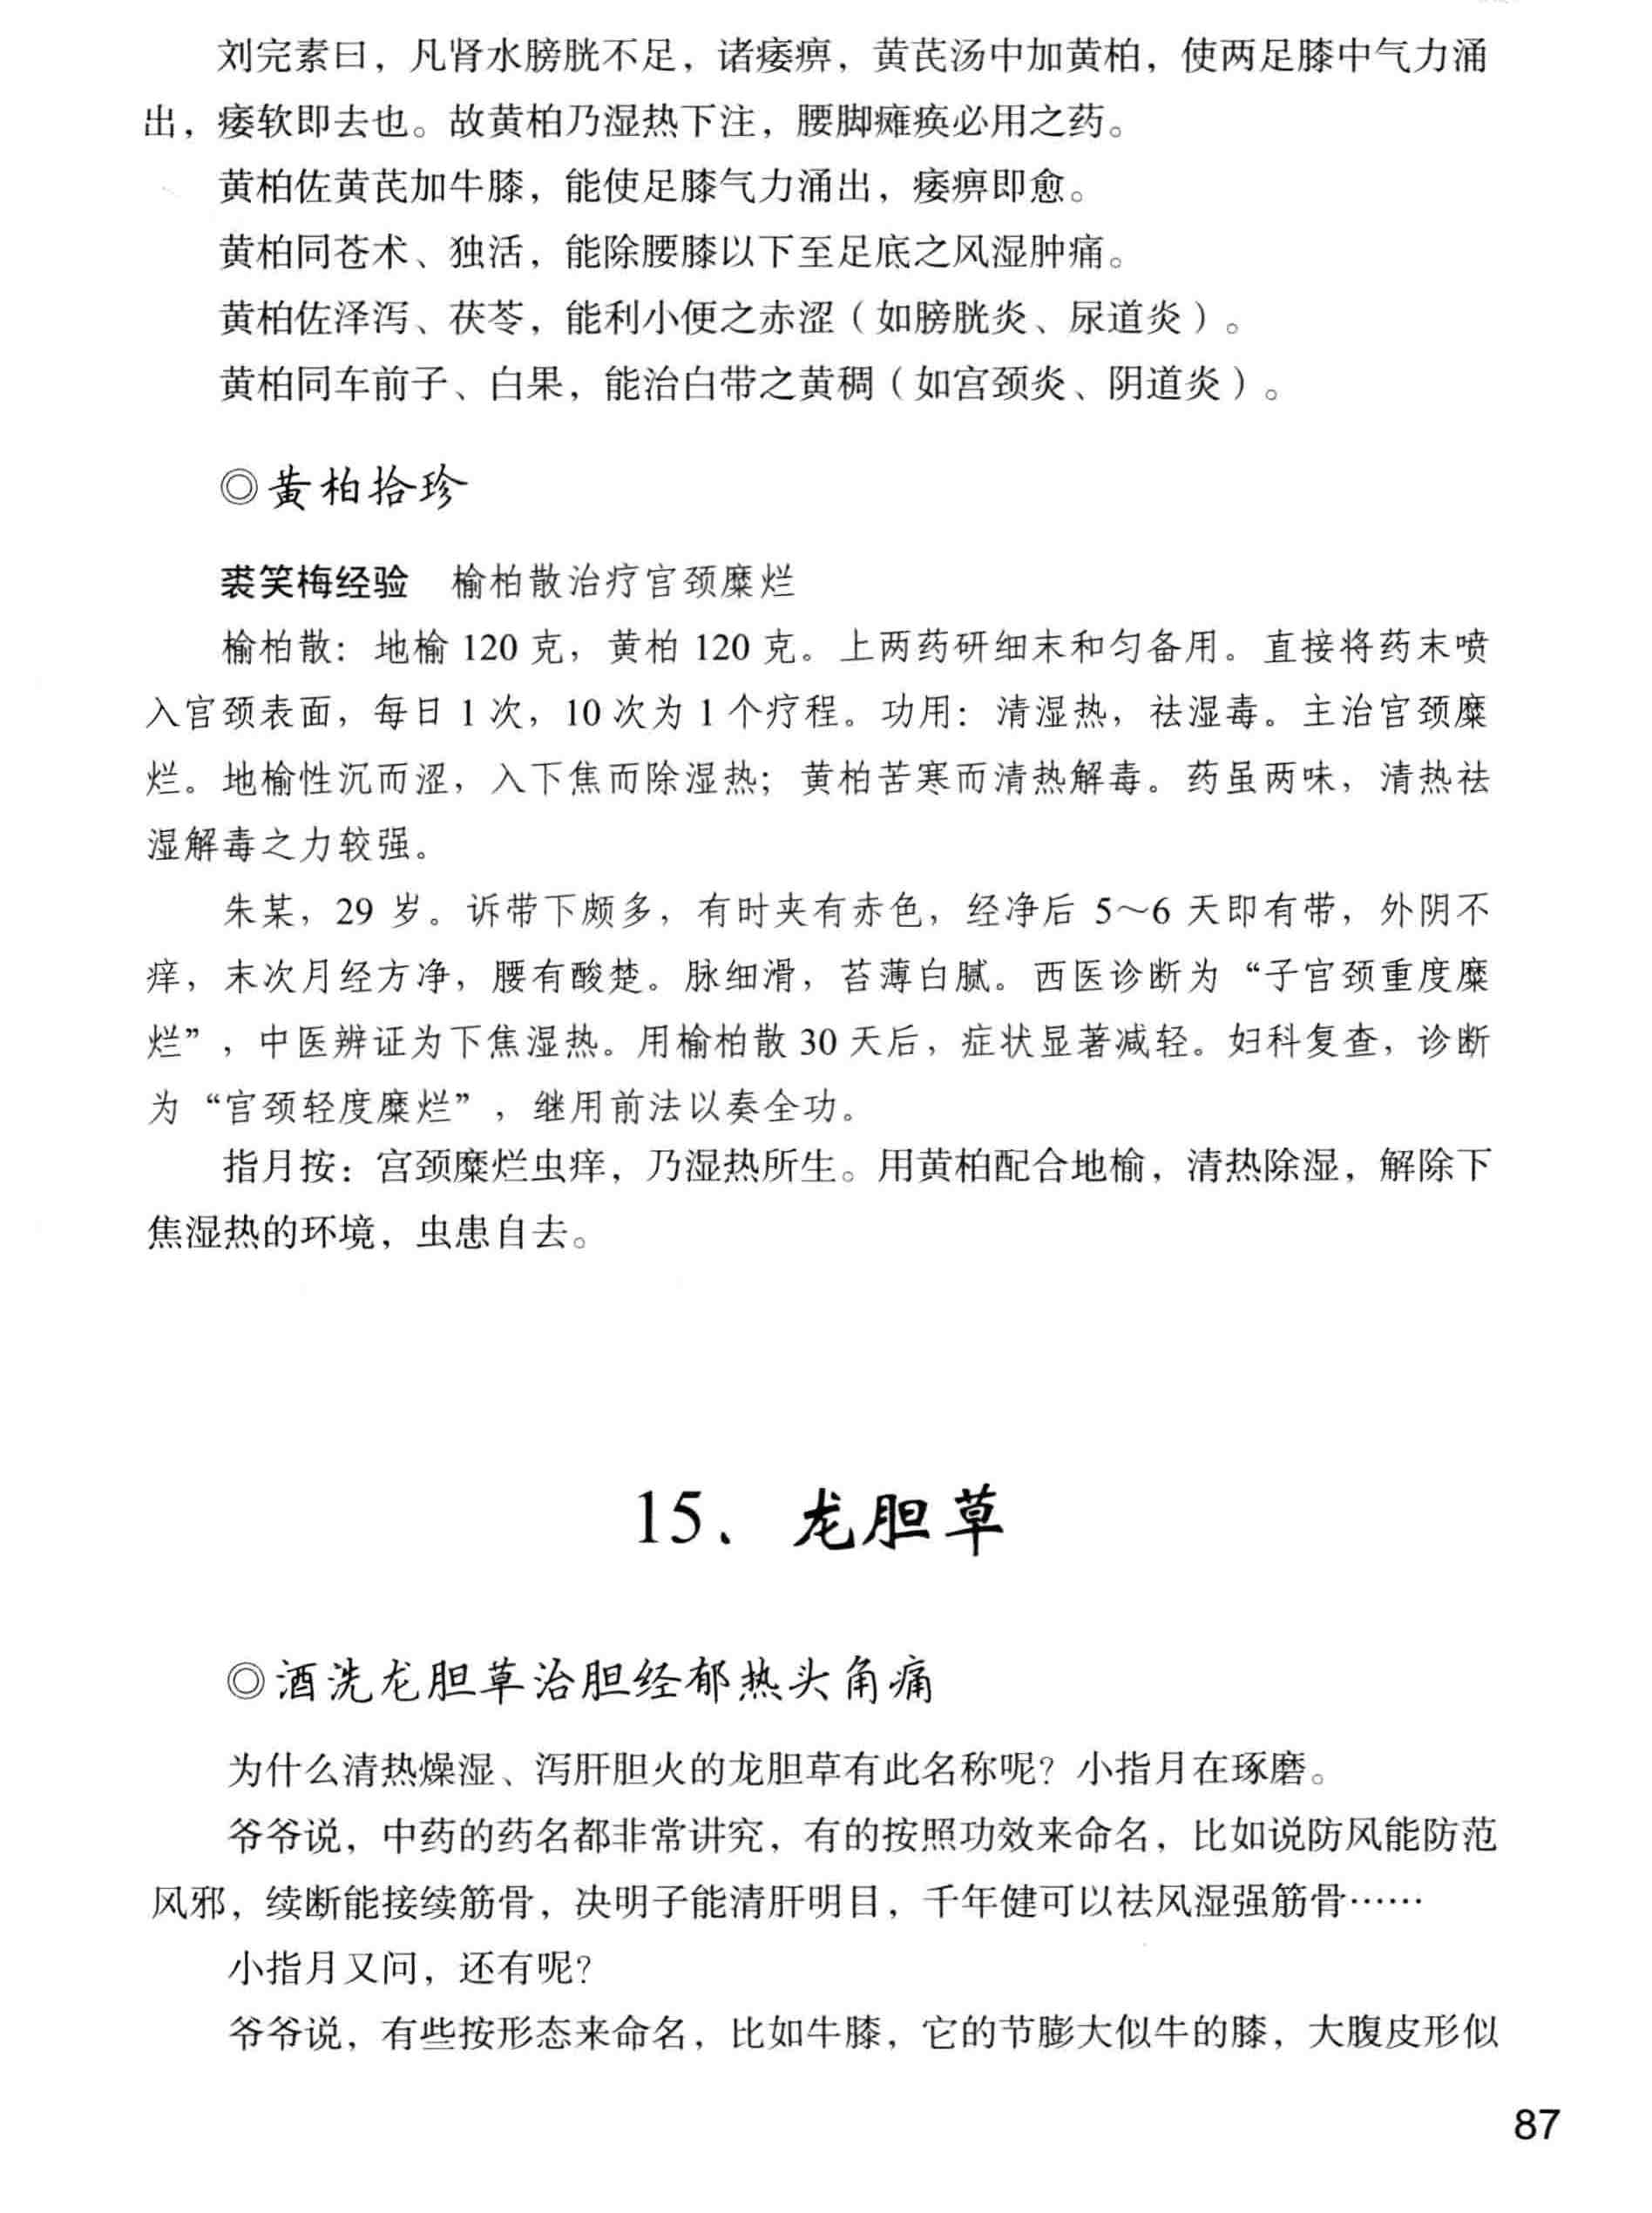 刘完素曰，凡肾水膀胱不足，诸痿痹，黄芪汤中加黄柏，使两足膝中气力涌
出，痿软即去也。故黄柏乃湿热下注，腰脚瘫痪必用之药。
黄柏佐黄芪加牛膝，能使足膝气力涌出，痿痹即愈。
黄柏同苍术、独活，能除腰膝以下至足底之风湿肿痛。
黄柏佐泽泻、茯苓，能利小便之赤涩（如膀胱炎、尿道炎）。
黄柏同车前子、白果，能治白带之黄稠（如宫颈炎、阴道炎）。
◎黄柏拾珍
裘笑梅经验　榆柏散治疗宫颈糜烂
榆柏散：地榆 120 克，黄柏 120 克。上两药研细末和匀备用。直接将药末喷
入宫颈表面，每日 1 次，10 次为 1 个疗程。功用：清湿热，祛湿毒。主治宫颈糜
烂。地榆性沉而涩，入下焦而除湿热；黄柏苦寒而清热解毒。药虽两味，清热祛
湿解毒之力较强。
朱某，29 岁。诉带下颇多，有时夹有赤色，经净后 5～6 天即有带，外阴不
痒，末次月经方净，腰有酸楚。脉细滑，苔薄白腻。西医诊断为“子宫颈重度糜
烂”，中医辨证为下焦湿热。用榆柏散 30 天后，症状显著减轻。妇科复查，诊断
为“宫颈轻度糜烂”，继用前法以奏全功。
指月按：宫颈糜烂虫痒，乃湿热所生。用黄柏配合地榆，清热除湿，解除下
焦湿热的环境，虫患自去。
15、龙胆草
◎酒洗龙胆草治胆经郁热头角痛
为什么清热燥湿、泻肝胆火的龙胆草有此名称呢？小指月在琢磨。
爷爷说，中药的药名都非常讲究，有的按照功效来命名，比如说防风能防范
风邪，续断能接续筋骨，决明子能清肝明目，千年健可以祛风湿强筋骨……
小指月又问，还有呢？
爷爷说，有些按形态来命名，比如牛膝，它的节膨大似牛的膝，大腹皮形似
87